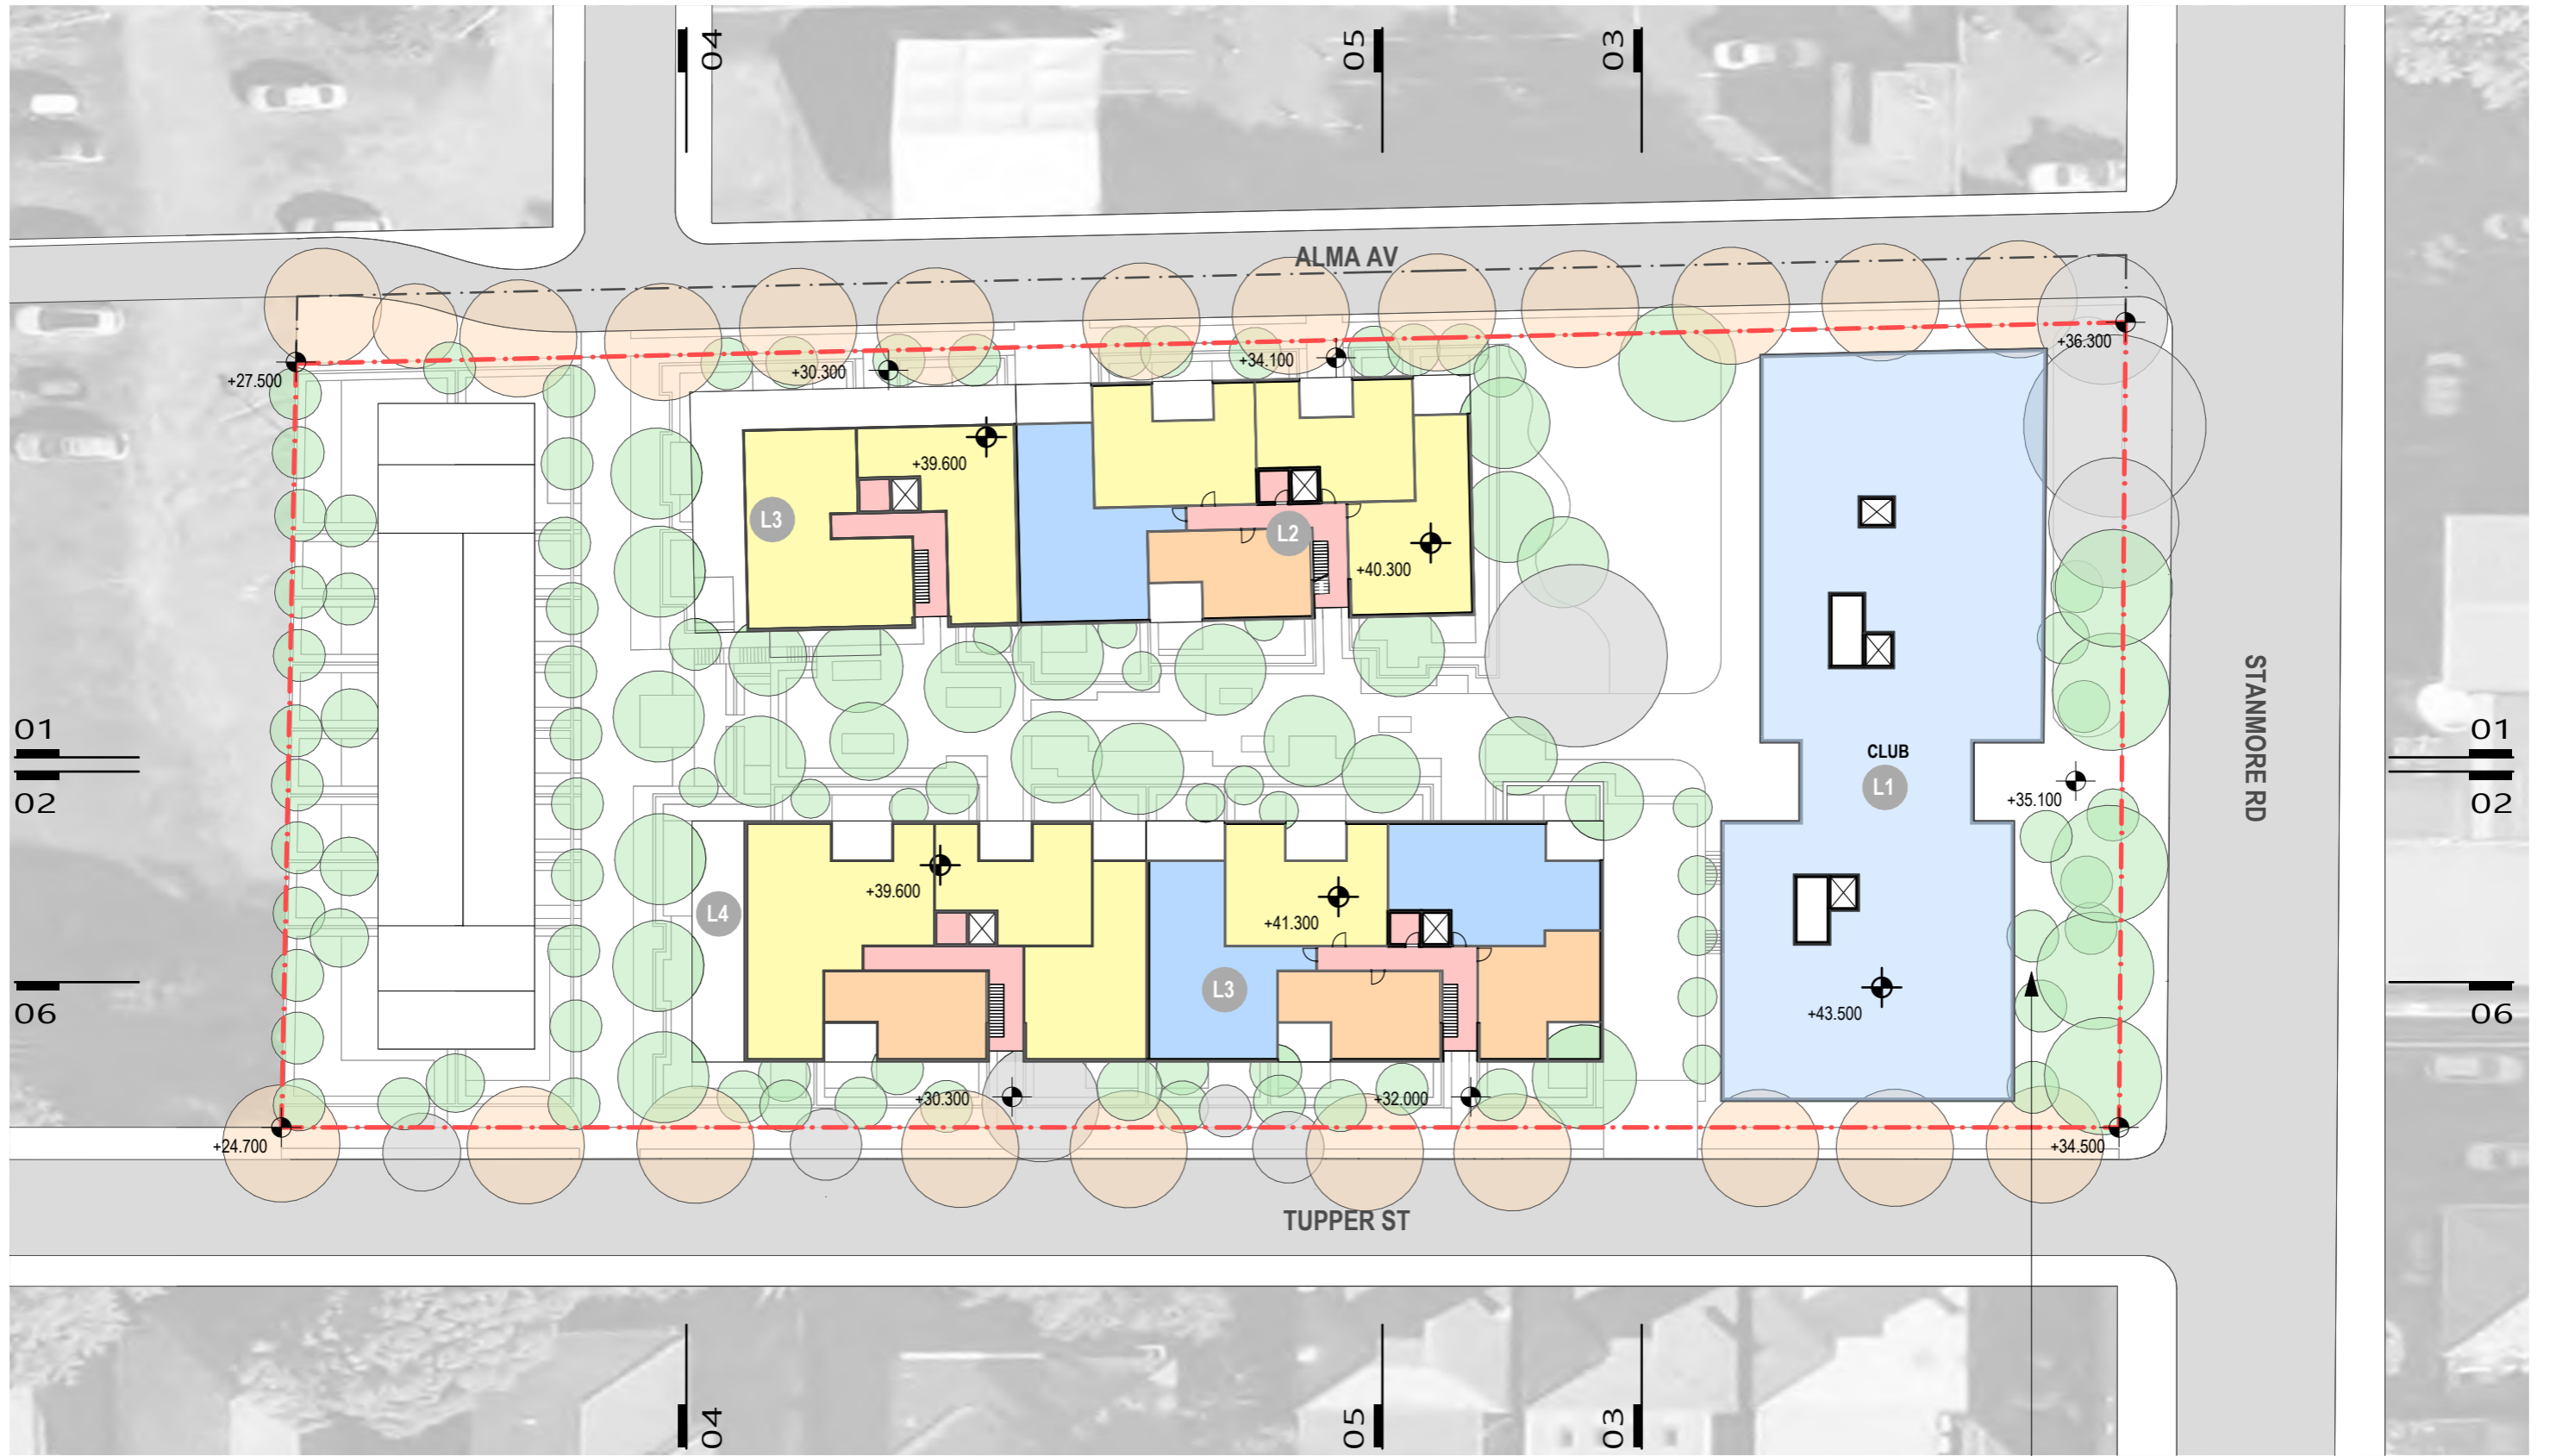 04
05
03
ALMA AV
+36.300
+34.100
+30.300
+27.500
+39.600
L3
L2
+40.300
STANMORE RD
01
02
CLUB
L1
01
02
+35.100
+39.600
L4
+41.300
L3
+43.500
06
06
+30.300
+32.000
+24.700
+34.500
TUPPER ST
04
05
03